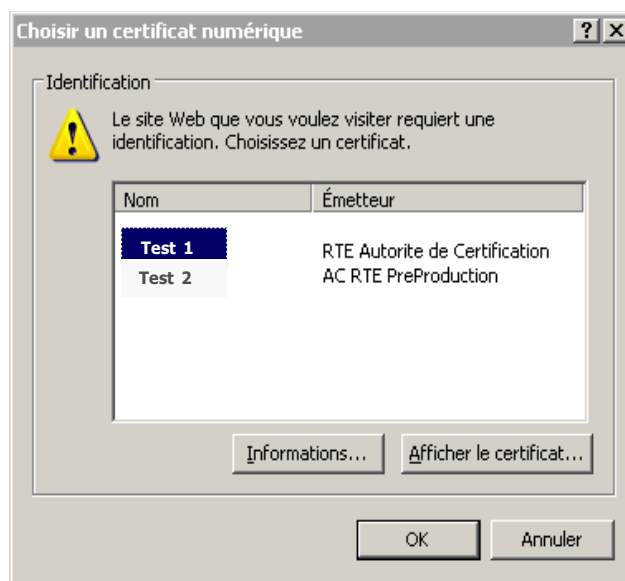 Choisir un certificat numérique
Identification
Le site Web que vous voulez visiter requiert une
identification. Choisissez un certificat.
Nom Émetteur
Test 1 RTE Autorite de Certification
Test 2 AC RTE PreProduction
Informations... Afficher le certificat...
OK Annuler